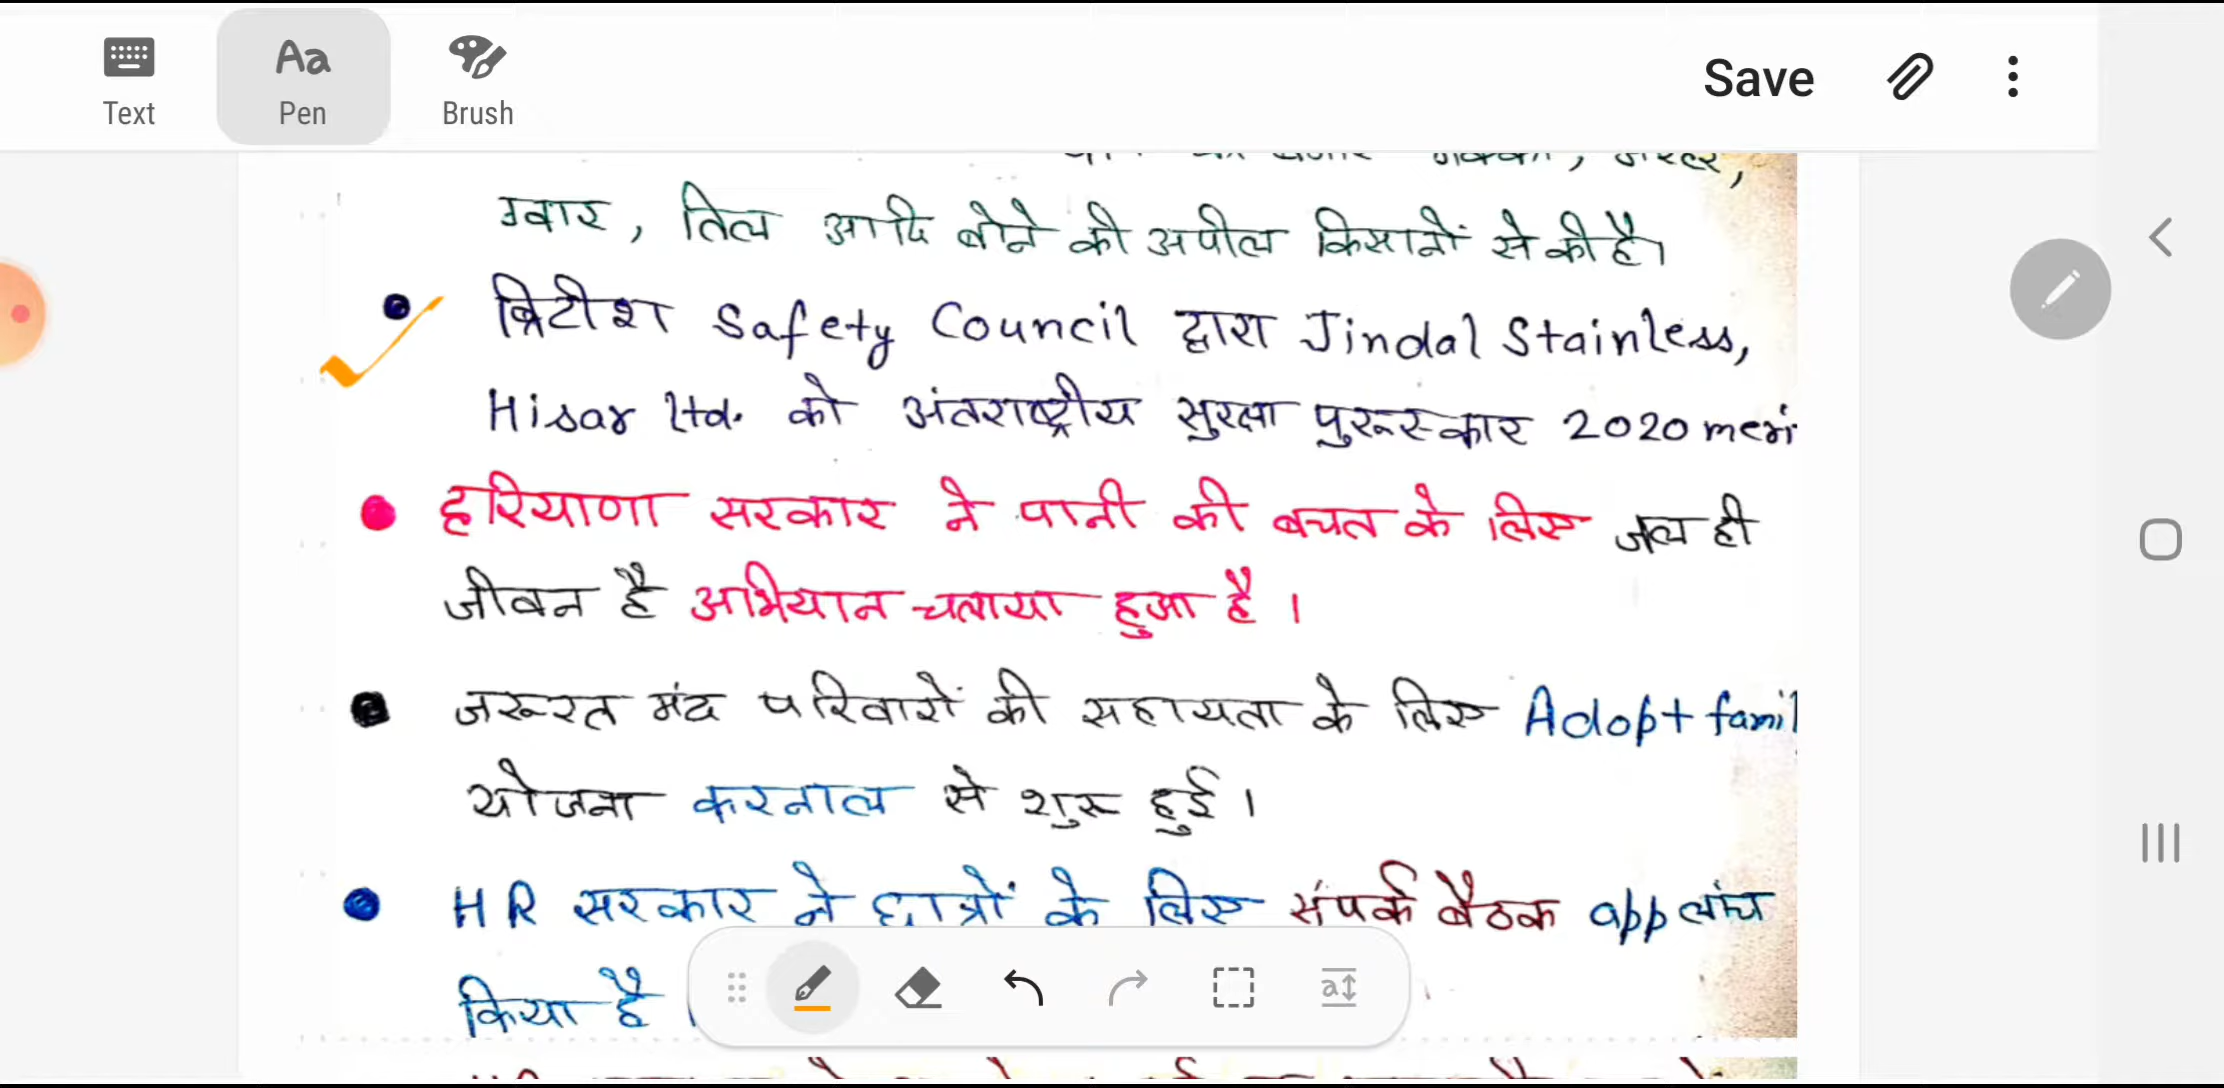 Text
Aa
Pen
Brush
Save
ग्वार, तिल आदि बोने की अपील किसानों से की है।
ब्रिटीश Safety Council द्वारा Jindal Stainless,
Hisar ltd. को अंतराष्ट्रीय सुरक्षा पुरूस्कार 2020 meri
हरियाणा सरकार ने पानी की बचत के लिए जल ही
जीवन है अभियान चलाया हुआ है।
जरूरत मंद परिवारों की सहायता के लिए Adopt famil
योजना करनाल से शुरू हुई।
HR सरकार ने छात्रों के लिए संपर्क बैठक app लांच
किया है।